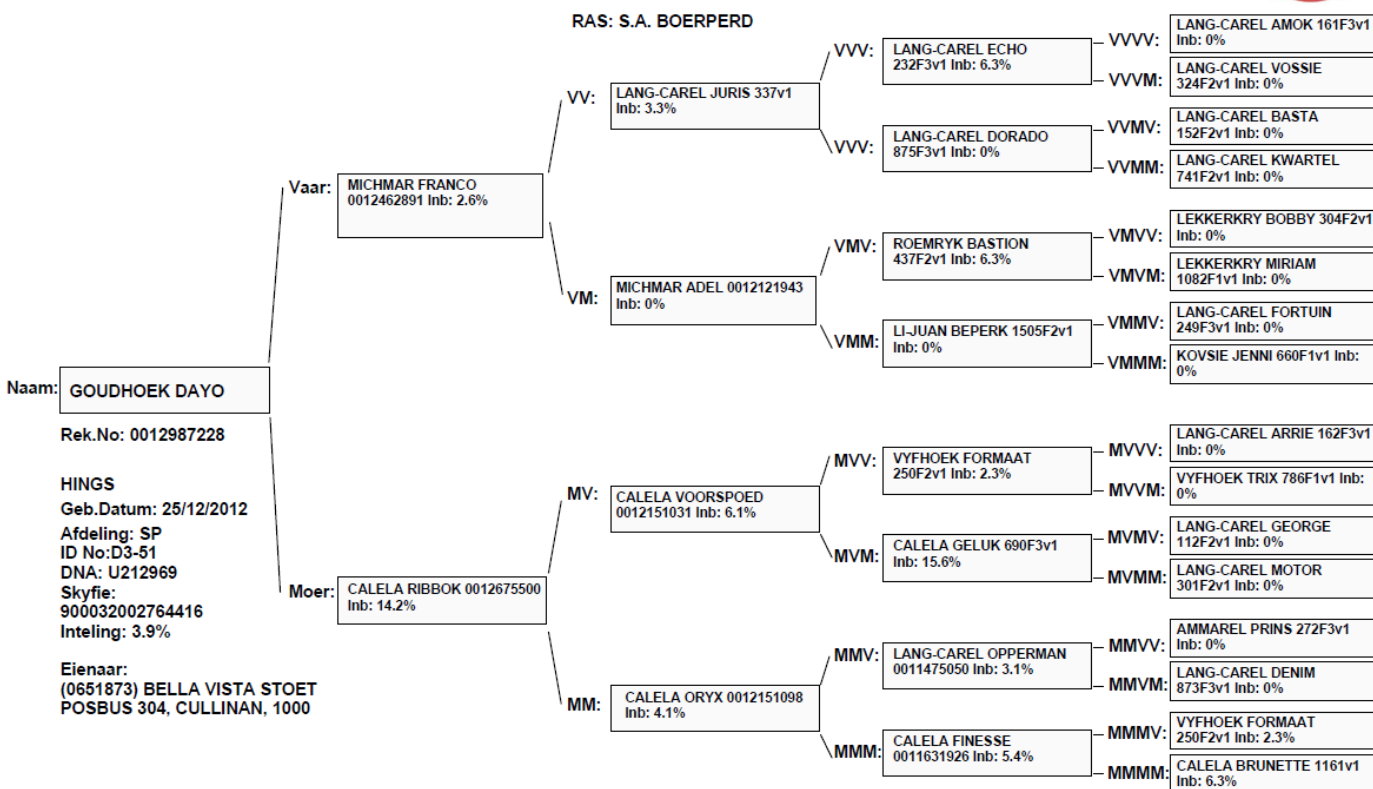 RAS: S.A. BOERPERD
Naam:
GOUDHOEK DAYO
Rek.No: 0012987228
HINGS
Geb.Datum: 25/12/2012
Afdeling: SP
ID No:D3-51
DNA: U212969
Skyfie:
900032002764416
Inteling: 3.9%
Eienaar:
(0651873) BELLA VISTA STOET
POSBUS 304, CULLINAN, 1000
Vaar:
MICHMAR FRANCO
0012462891 Inb: 2.6%
Moer:
CALELA RIBBOK 0012675500
Inb: 14.2%
VV:
LANG-CAREL JURIS 337v1
Inb: 3.3%
VM:
MICHMAR ADEL 0012121943
Inb: 0%
MV:
CALELA VOORSPOED
0012151031 Inb: 6.1%
MM:
CALELA ORYX 0012151098
Inb: 4.1%
VVV:
LANG-CAREL ECHO
232F3v1 Inb: 6.3%
VVV:
LANG-CAREL DORADO
875F3v1 Inb: 0%
VMV:
ROEMRYK BASTION
437F2v1 Inb: 6.3%
VMM:
LI-JUAN BEPERK 1505F2v1
Inb: 0%
MVV:
VYFHOEK FORMAAT
250F2v1 Inb: 2.3%
MVM:
CALELA GELUK 690F3v1
Inb: 15.6%
MMV:
LANG-CAREL OPPERMAN
0011475050 Inb: 3.1%
MMM:
CALELA FINESSE
0011631926 Inb: 5.4%
VVVV:
LANG-CAREL AMOK 161F3v1
Inb: 0%
VVVM:
LANG-CAREL VOSSIE
324F2v1 Inb: 0%
VVMV:
LANG-CAREL BASTA
152F2v1 Inb: 0%
VVMM:
LANG-CAREL KWARTEL
741F2v1 Inb: 0%
VMVV:
LEKKERKRY BOBBY 304F2v1
Inb: 0%
VMVM:
LEKKERKRY MIRIAM
1082F1v1 Inb: 0%
VMMV:
LANG-CAREL FORTUIN
249F3v1 Inb: 0%
VMMM:
KOVSIE JENNI 660F1v1 Inb:
0%
MVVV:
LANG-CAREL ARRIE 162F3v1
Inb: 0%
MVVM:
VYFHOEK TRIX 786F1v1 Inb:
0%
MVMV:
LANG-CAREL GEORGE
112F2v1 Inb: 0%
MVMM:
LANG-CAREL MOTOR
301F2v1 Inb: 0%
MMVV:
AMMAREL PRINS 272F3v1
Inb: 0%
MMVM:
LANG-CAREL DENIM
873F3v1 Inb: 0%
MMMV:
VYFHOEK FORMAAT
250F2v1 Inb: 2.3%
MMMM:
CALELA BRUNETTE 1161v1
Inb: 6.3%